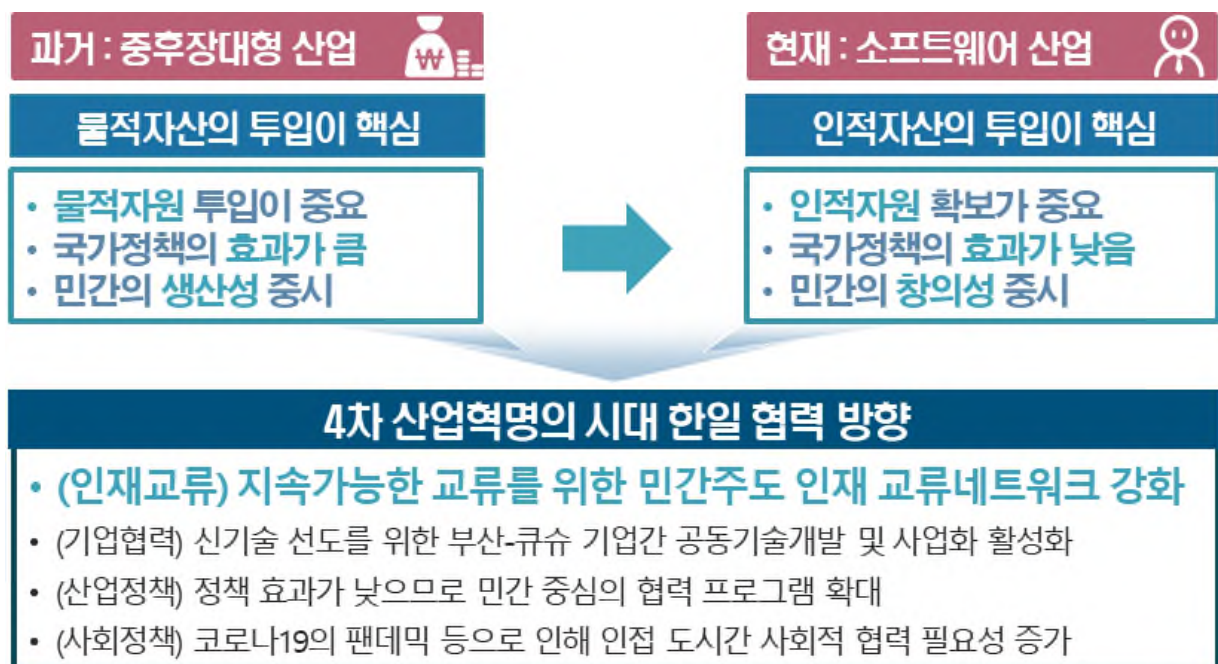 과거 : 중후장대형 산업
₩
물적자산의 투입이 핵심
• 물적자원 투입이 중요
• 국가정책의 효과가 큼
• 민간의 생산성 중시
현재 : 소프트웨어 산업
인적자산의 투입이 핵심
• 인적자원 확보가 중요
• 국가정책의 효과가 낮음
• 민간의 창의성 중시
4차 산업혁명의 시대 한일 협력 방향
• (인재교류) 지속가능한 교류를 위한 민간주도 인재 교류네트워크 강화
• (기업협력) 신기술 선도를 위한 부산-큐슈 기업간 공동기술개발 및 사업화 활성화
• (산업정책) 정책 효과가 낮으므로 민간 중심의 협력 프로그램 확대
• (사회정책) 코로나19의 팬데믹 등으로 인해 인접 도시간 사회적 협력 필요성 증가